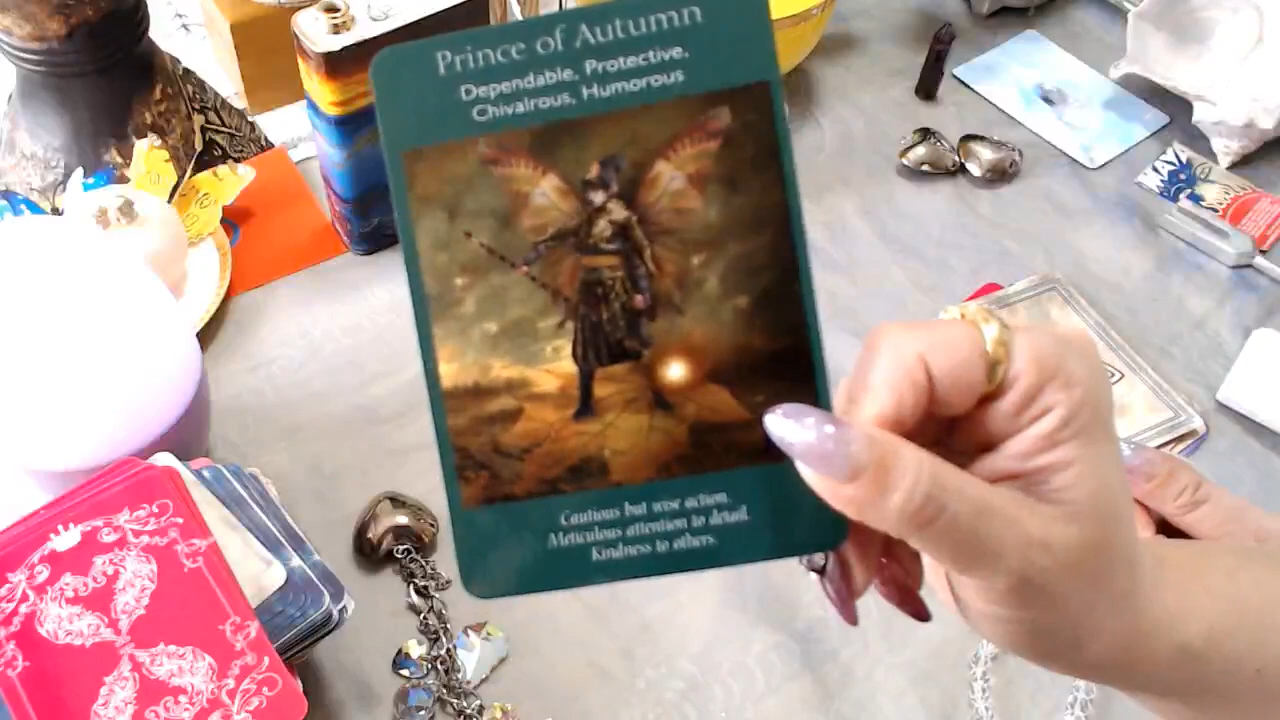 Prince of Autumn
Dependable, Protective,
Chivalrous, Humorous
Cautious but wise action.
Meticulous attention to detail.
Kindness to others.